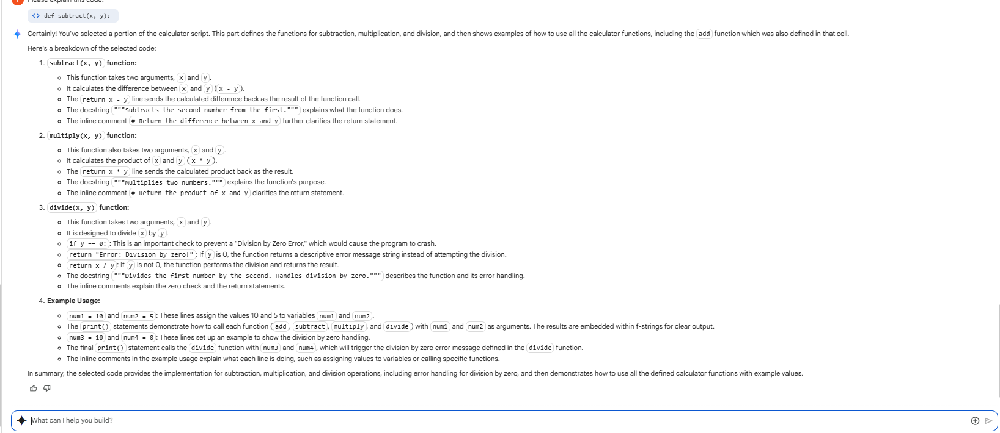 Please explain this code:
<> def subtract(x, y):
Certainly! You've selected a portion of the calculator script. This part defines the functions for subtraction, multiplication, and division, and then shows examples of how to use all the calculator functions, including the add function which was also defined in that cell.
Here's a breakdown of the selected code:
1. subtract(x, y) function:
This function takes two arguments, x and y.
It calculates the difference between x and y (x - y).
The return x - y line sends the calculated difference back as the result of the function call.
The docstring """Subtracts the second number from the first.""" explains what the function does.
The inline comment # Return the difference between x and y further clarifies the return statement.
2. multiply(x, y) function:
This function also takes two arguments, x and y.
It calculates the product of x and y (x * y).
The return x * y line sends the calculated product back as the result.
The docstring """Multiplies two numbers.""" explains the function's purpose.
The inline comment # Return the product of x and y clarifies the return statement.
3. divide(x, y) function:
This function takes two arguments, x and y.
It is designed to divide x by y.
if y == 0: : This is an important check to prevent a "Division by Zero Error," which would cause the program to crash.
return "Error: Division by zero!" : If y is 0, the function returns a descriptive error message string instead of attempting the division.
return x / y : If y is not 0, the function performs the division and returns the result.
The docstring """Divides the first number by the second. Handles division by zero.""" describes the function and its error handling.
The inline comments explain the zero check and the return statements.
4. Example Usage:
num1 = 10 and num2 = 5 : These lines assign the values 10 and 5 to variables num1 and num2.
The print() statements demonstrate how to call each function (add, subtract, multiply, and divide) with num1 and num2 as arguments. The results are embedded within f-strings for clear output.
num3 = 10 and num4 = 0 : These lines set up an example to show the division by zero handling.
The final print() statement calls the divide function with num3 and num4, which will trigger the division by zero error message defined in the divide function.
The inline comments in the example usage explain what each line is doing, such as assigning values to variables or calling specific functions.
In summary, the selected code provides the implementation for subtraction, multiplication, and division operations, including error handling for division by zero, and then demonstrates how to use all the defined calculator functions with example values.
What can I help you build?